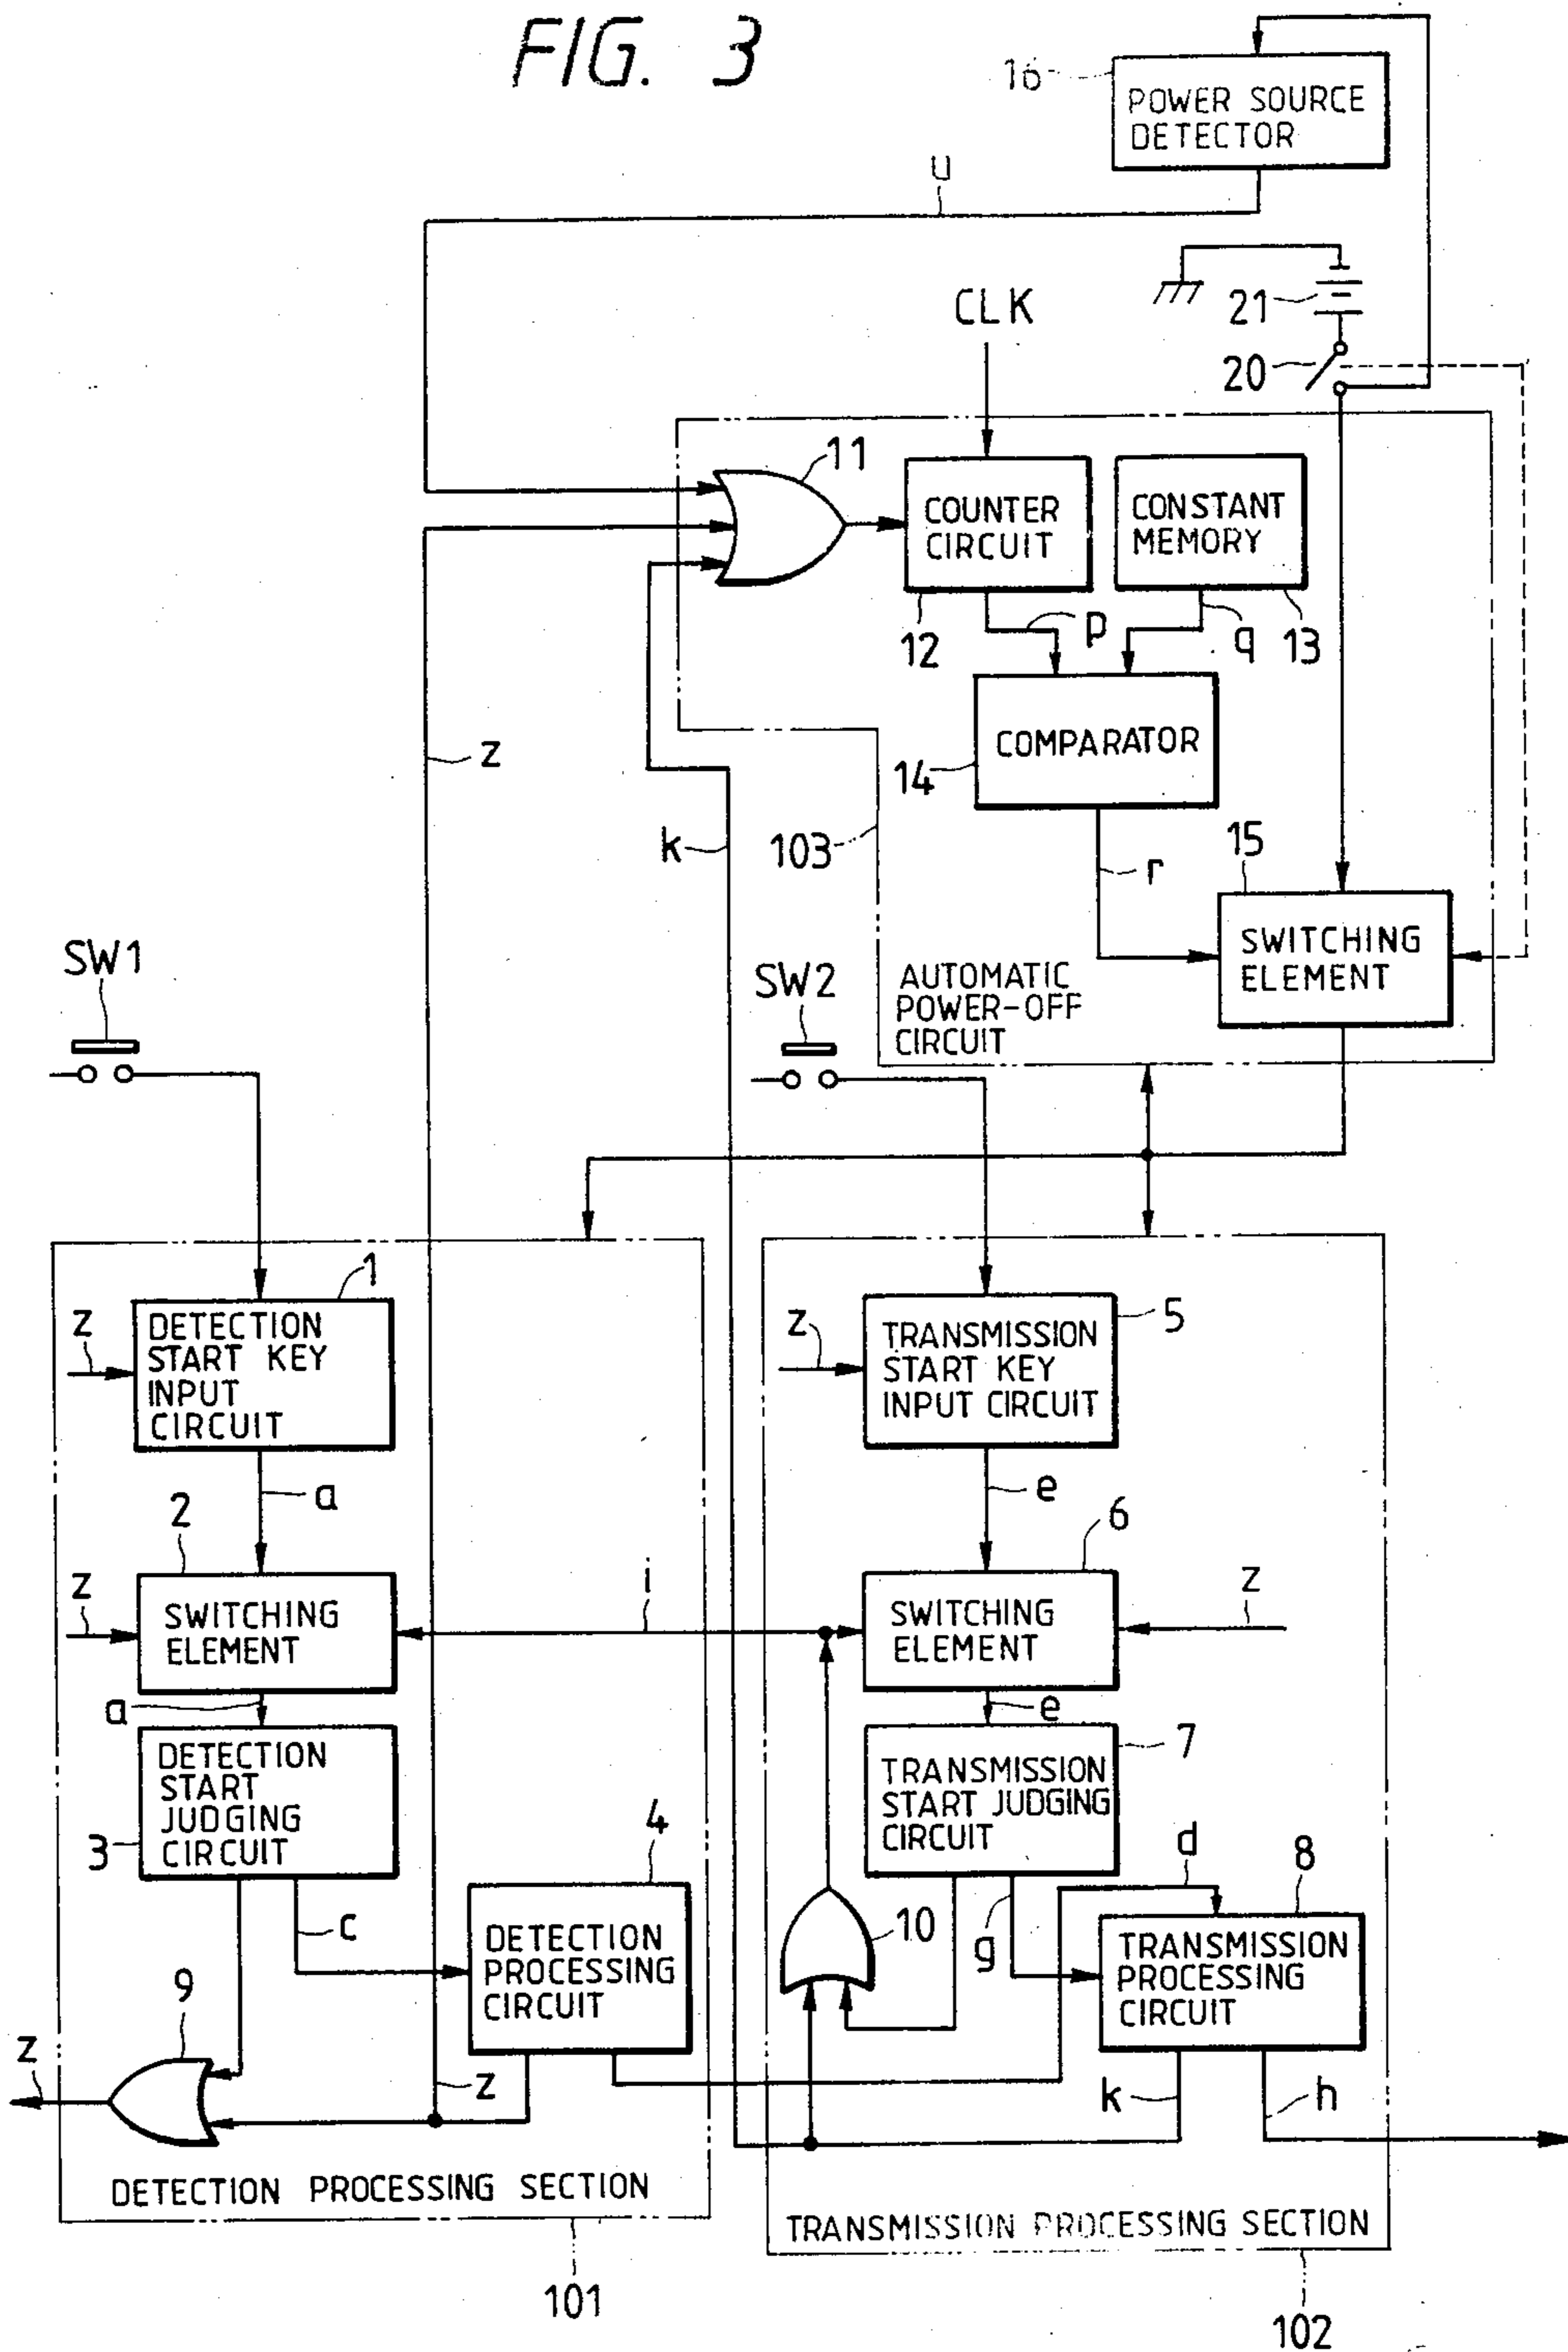 FIG. 3
16
POWER SOURCE
DETECTOR
u
CLK
21
20
11
COUNTER
CIRCUIT
CONSTANT
MEMORY
12
p
q
13
COMPARATOR
14
z
k
103
r
15
SWITCHING
ELEMENT
AUTOMATIC
POWER-OFF
CIRCUIT
SW1
SW2
1
z
DETECTION
START KEY
INPUT
CIRCUIT
a
2
z
SWITCHING
ELEMENT
i
a
DETECTION
START
JUDGING
CIRCUIT
3
c
4
DETECTION
PROCESSING
CIRCUIT
9
z
z
DETECTION PROCESSING SECTION
101
5
z
TRANSMISSION
START KEY
INPUT CIRCUIT
e
6
SWITCHING
ELEMENT
z
e
7
TRANSMISSION
START JUDGING
CIRCUIT
d
8
10
g
TRANSMISSION
PROCESSING
CIRCUIT
k
h
TRANSMISSION PROCESSING SECTION
102